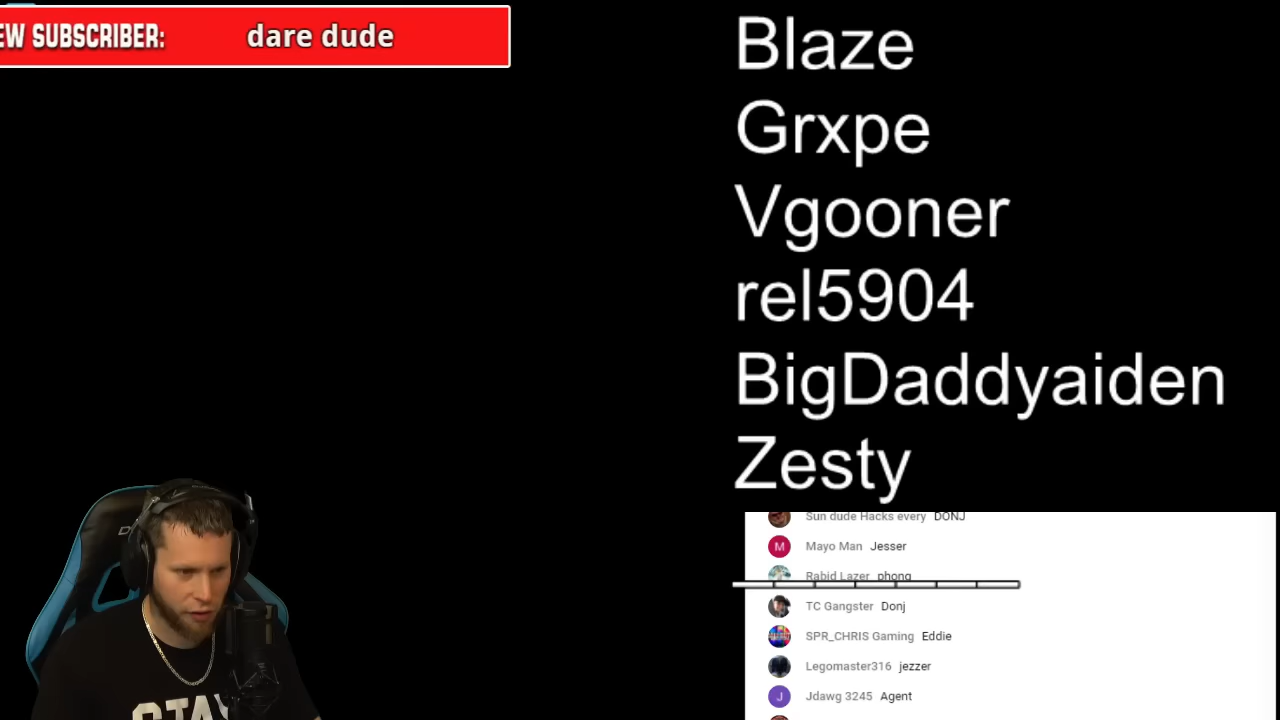 EW SUBSCRIBER: dare dude
Blaze
Grxpe
Vgooner
rel5904
BigDaddyaiden
Zesty
Sun dude Hacks every DONJ
Mayo Man Jesser
Rabid Lazer phong
TC Gangster Donj
SPR_CHRIS Gaming Eddie
Legomaster316 jezzer
Jdawg 3245 Agent
M
J